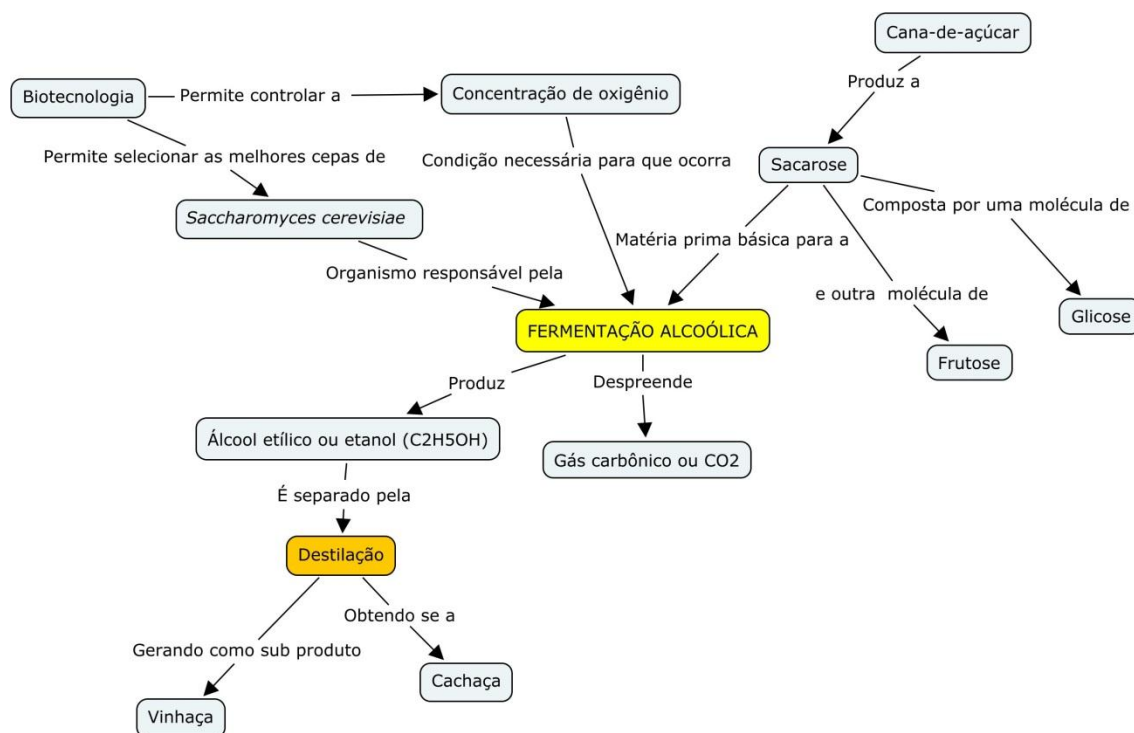 Cana-de-açúcar
Produz a
Biotecnologia
Permite controlar a
Concentração de oxigênio
Permite selecionar as melhores cepas de
Condição necessária para que ocorra
Sacarose
Composta por uma molécula de
Saccharomyces cerevisiae
Matéria prima básica para a
Organismo responsável pela
e outra molécula de
Glicose
FERMENTAÇÃO ALCOÓLICA
Frutose
Produz
Despreende
Álcool etílico ou etanol (C2H5OH)
Gás carbônico ou CO2
É separado pela
Destilação
Obtendo se a
Gerando como sub produto
Cachaça
Vinhaça